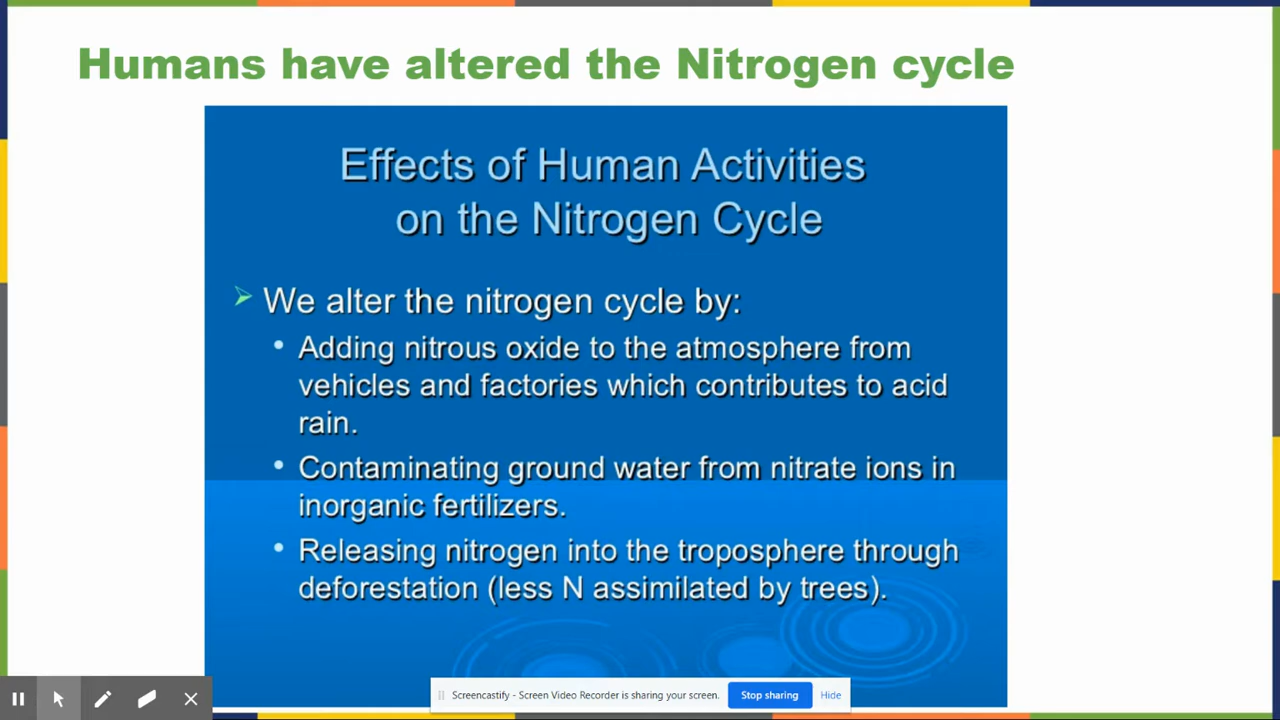 Humans have altered the Nitrogen cycle
Effects of Human Activities
on the Nitrogen Cycle
We alter the nitrogen cycle by:
Adding nitrous oxide to the atmosphere from
vehicles and factories which contributes to acid
rain.
Contaminating ground water from nitrate ions in
inorganic fertilizers.
Releasing nitrogen into the troposphere through
deforestation (less N assimilated by trees).
Screencastify - Screen Video Recorder is sharing your screen. Stop sharing Hide